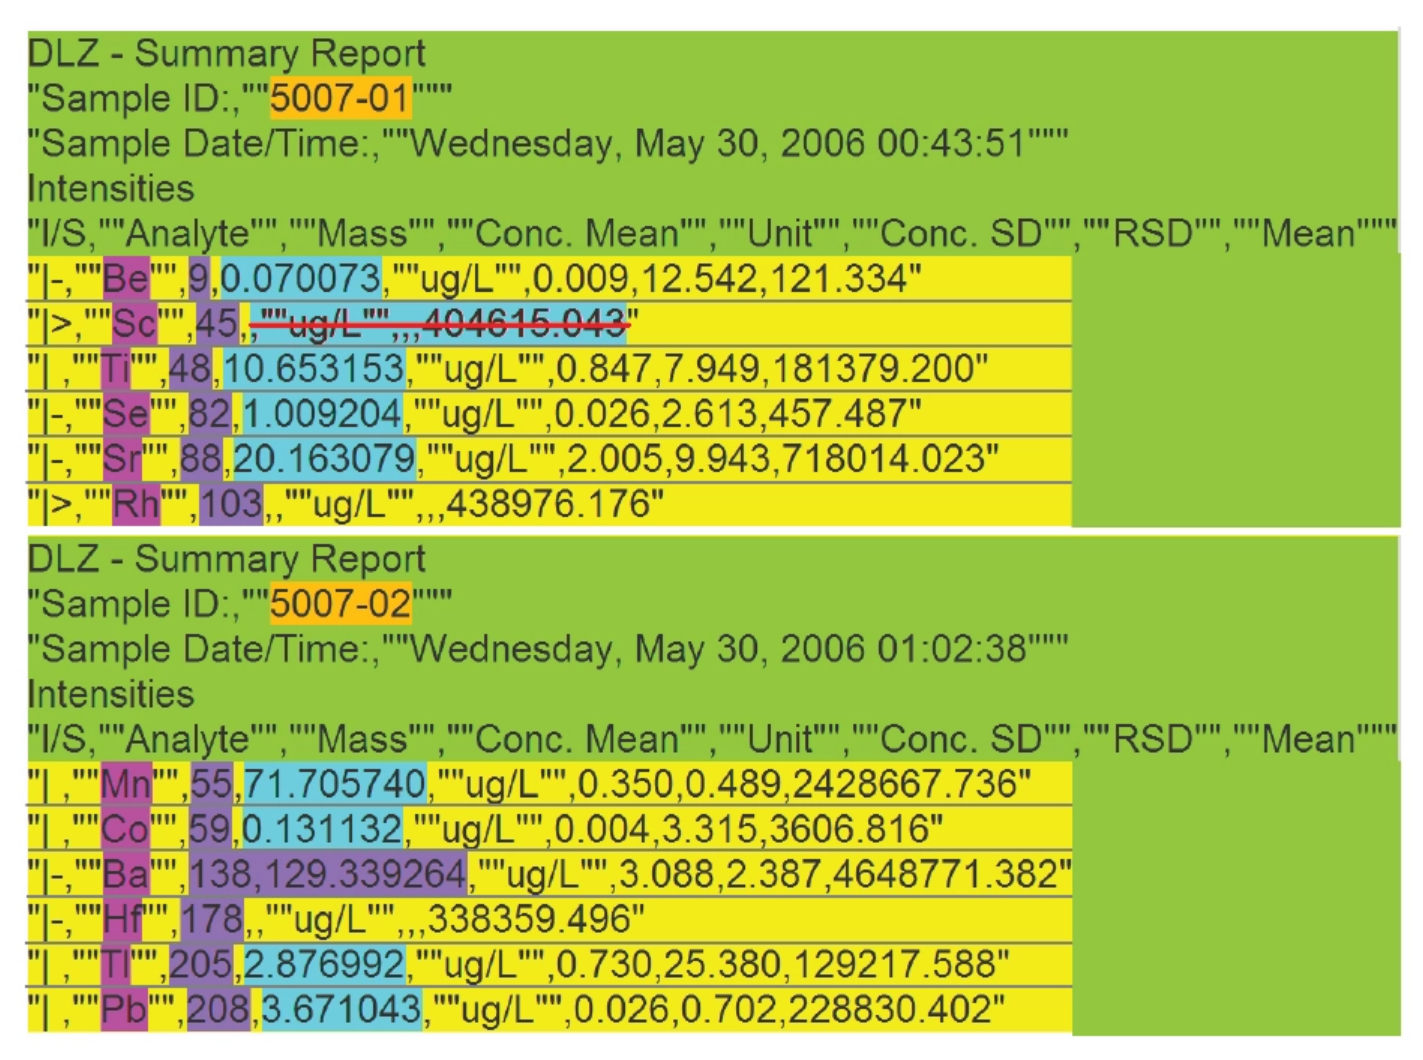 DLZ - Summary Report
"Sample ID:,""5007-01"""
"Sample Date/Time:,""Wednesday, May 30, 2006 00:43:51"""
Intensities
"I/S,""Analyte"",""Mass"",""Conc. Mean"",""Unit"",""Conc. SD"",""RSD"",""Mean"""
"|-,""Be"",9,0.070073,""ug/L"",0.009,12.542,121.334"
"|>,""Sc"",45,,""ug/L"",,,404615.043"
"| ,""Ti"",48,10.653153,""ug/L"",0.847,7.949,181379.200"
"|-,""Se"",82,1.009204,""ug/L"",0.026,2.613,457.487"
"|-,""Sr"",88,20.163079,""ug/L"",2.005,9.943,718014.023"
"|>,""Rh"",103,,""ug/L"",,,438976.176"
DLZ - Summary Report
"Sample ID:,""5007-02"""
"Sample Date/Time:,""Wednesday, May 30, 2006 01:02:38"""
Intensities
"I/S,""Analyte"",""Mass"",""Conc. Mean"",""Unit"",""Conc. SD"",""RSD"",""Mean"""
"| ,""Mn"",55,71.705740,""ug/L"",0.350,0.489,2428667.736"
"| ,""Co"",59,0.131132,""ug/L"",0.004,3.315,3606.816"
"|-,""Ba"",138,129.339264,""ug/L"",3.088,2.387,4648771.382"
"|-,""Hf"",178,,""ug/L"",,,338359.496"
"| ,""Tl"",205,2.876992,""ug/L"",0.730,25.380,129217.588"
"| ,""Pb"",208,3.671043,""ug/L"",0.026,0.702,228830.402"